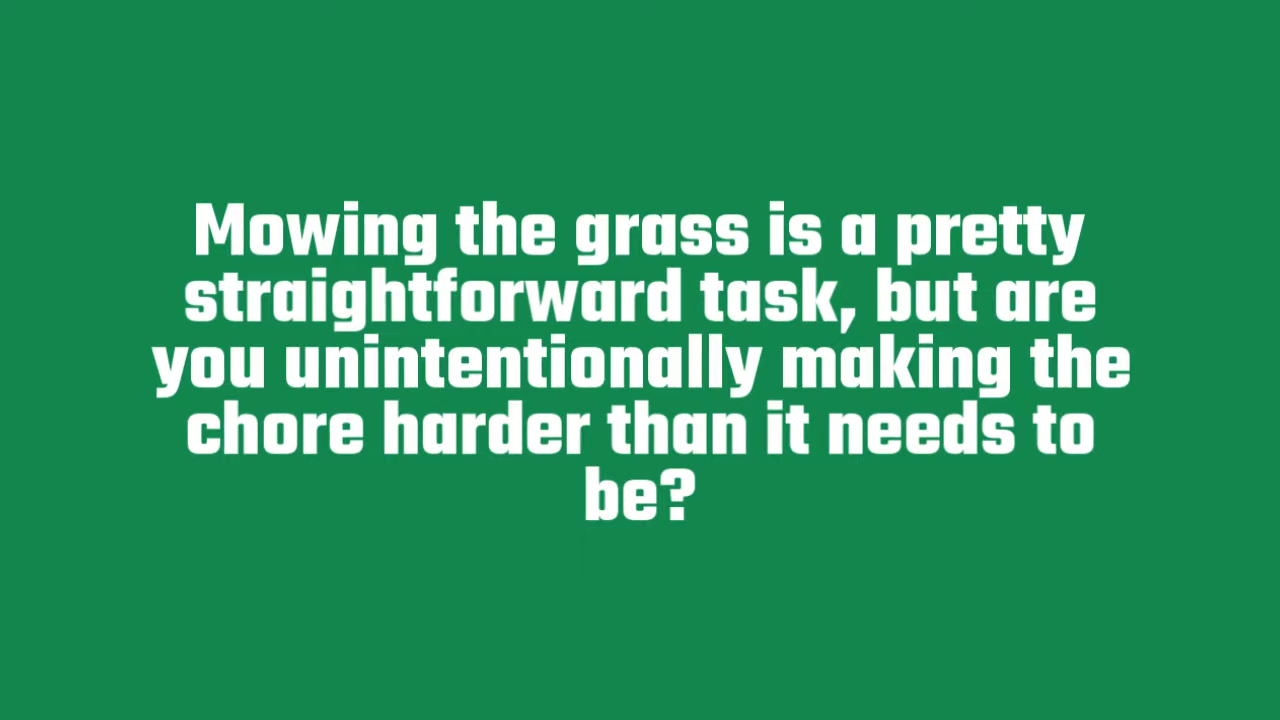 Mowing the grass is a pretty
straightforward task, but are
you unintentionally making the
chore harder than it needs to
be?